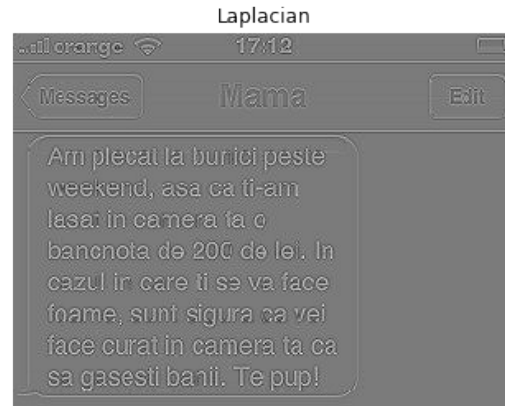 Laplacian
orange 17:12
Messages Mama Edit
Am plecat la bunici peste
weekend, asa ca ti-am
lasat in camera ta o
bancnota de 200 de lei. In
cazul in care ti se va face
foame, sunt sigura ca vei
face curat in camera ta ca
sa gasesti banii. Te pup!